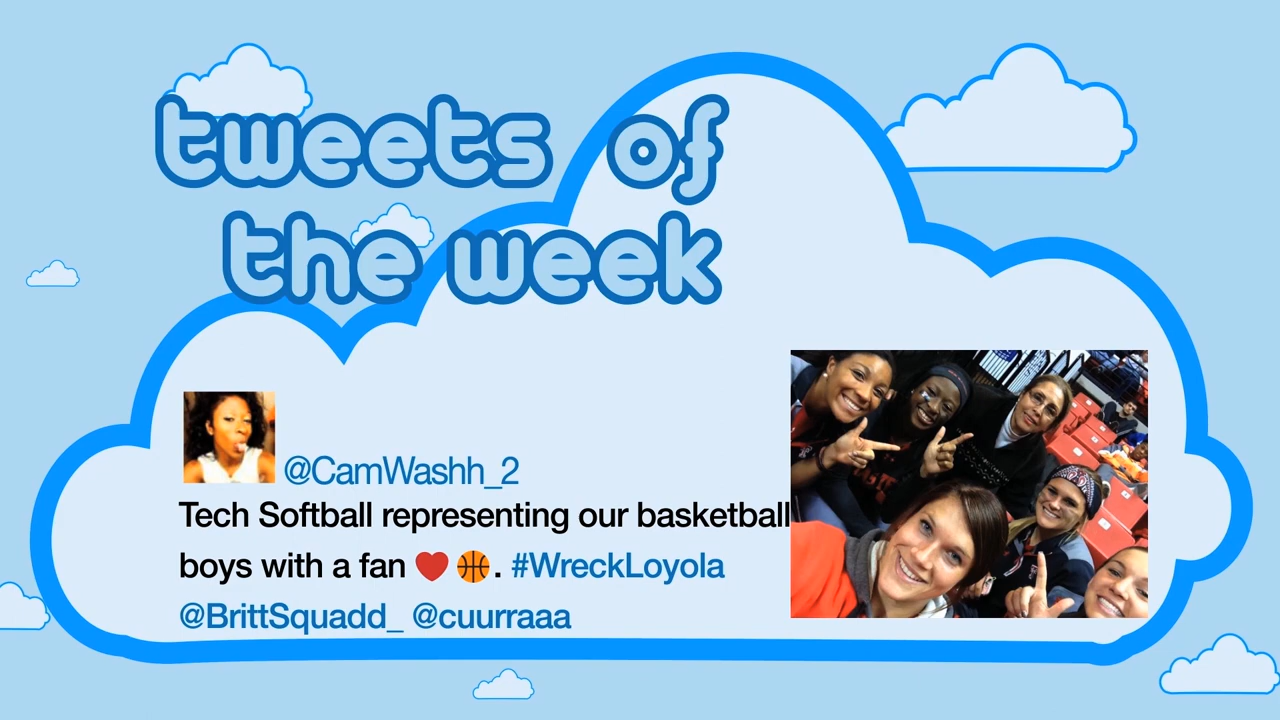 tweets of
the week
@CamWashh_2
Tech Softball representing our basketball
boys with a fan ❤️🏀. #WreckLoyola
@BrittSquadd_ @cuurraaa